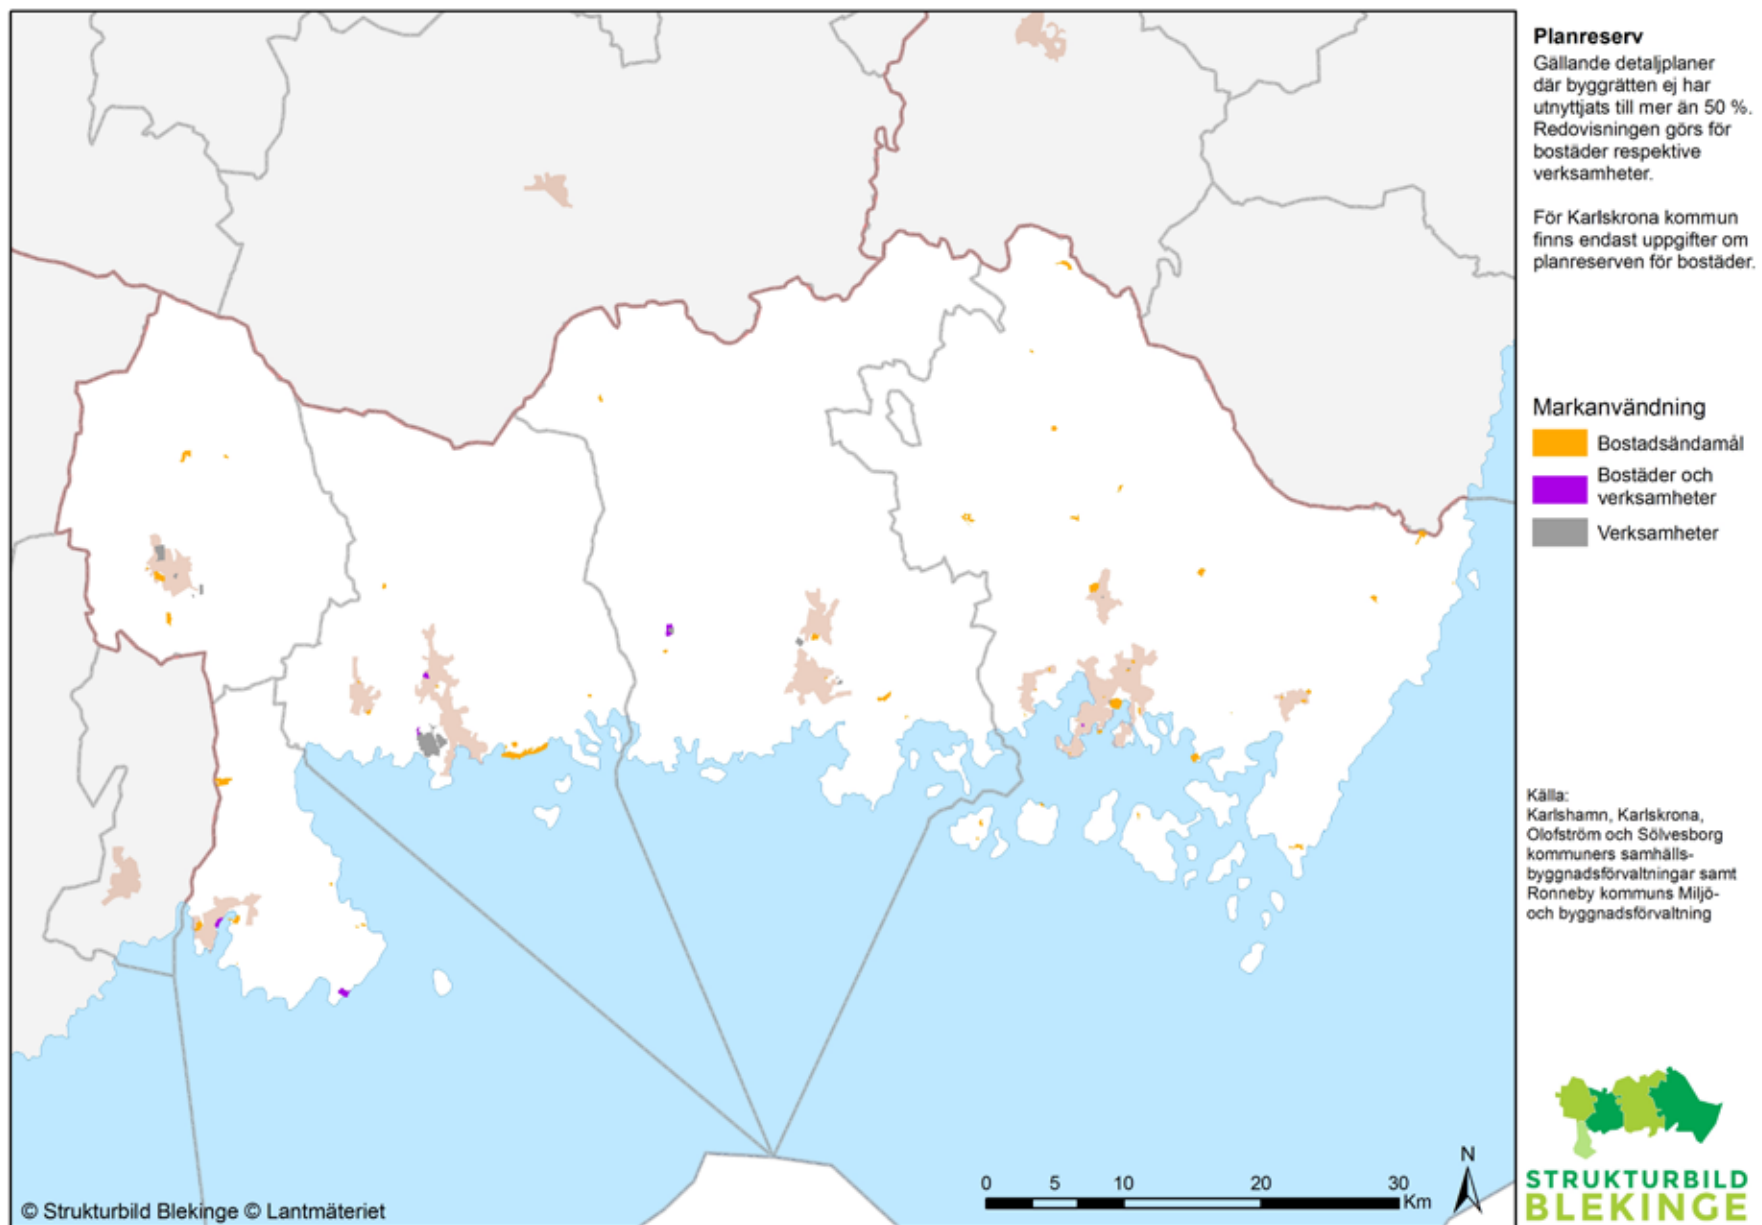 Planreserv
Gällande detaljplaner
där byggrätten ej har
utnyttjats till mer än 50 %.
Redovisningen görs för
bostäder respektive
verksamheter.
För Karlskrona kommun
finns endast uppgifter om
planreserven för bostäder.
Markanvändning
Bostadsändamål
Bostäder och
verksamheter
Verksamheter
Källa:
Karlshamn, Karlskrona,
Olofström och Sölvesborg
kommuners samhälls-
byggnadsförvaltningar samt
Ronneby kommuns Miljö-
och byggnadsförvaltning
N
0 5 10 20 30
Km
© Strukturbild Blekinge © Lantmäteriet
STRUKTURBILD
BLEKINGE